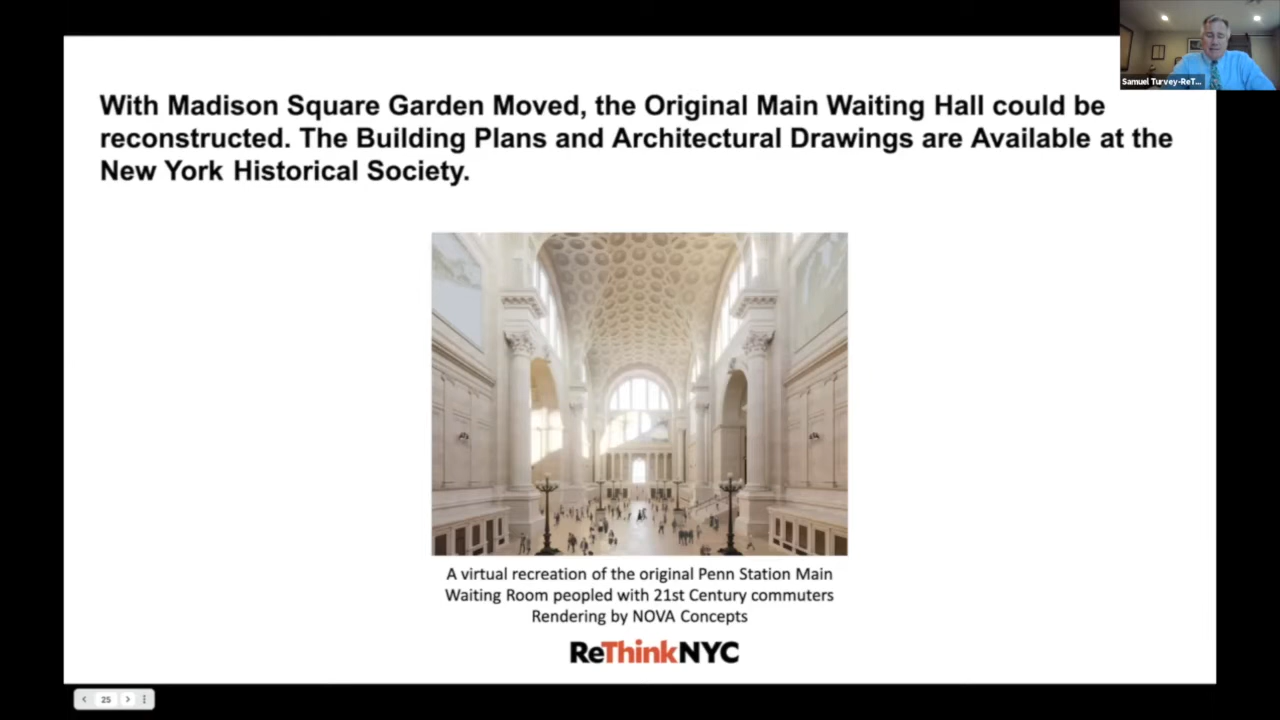 Samuel Turvey-ReT...
With Madison Square Garden Moved, the Original Main Waiting Hall could be
reconstructed. The Building Plans and Architectural Drawings are Available at the
New York Historical Society.
A virtual recreation of the original Penn Station Main
Waiting Room peopled with 21st Century commuters
Rendering by NOVA Concepts
ReThinkNYC
25